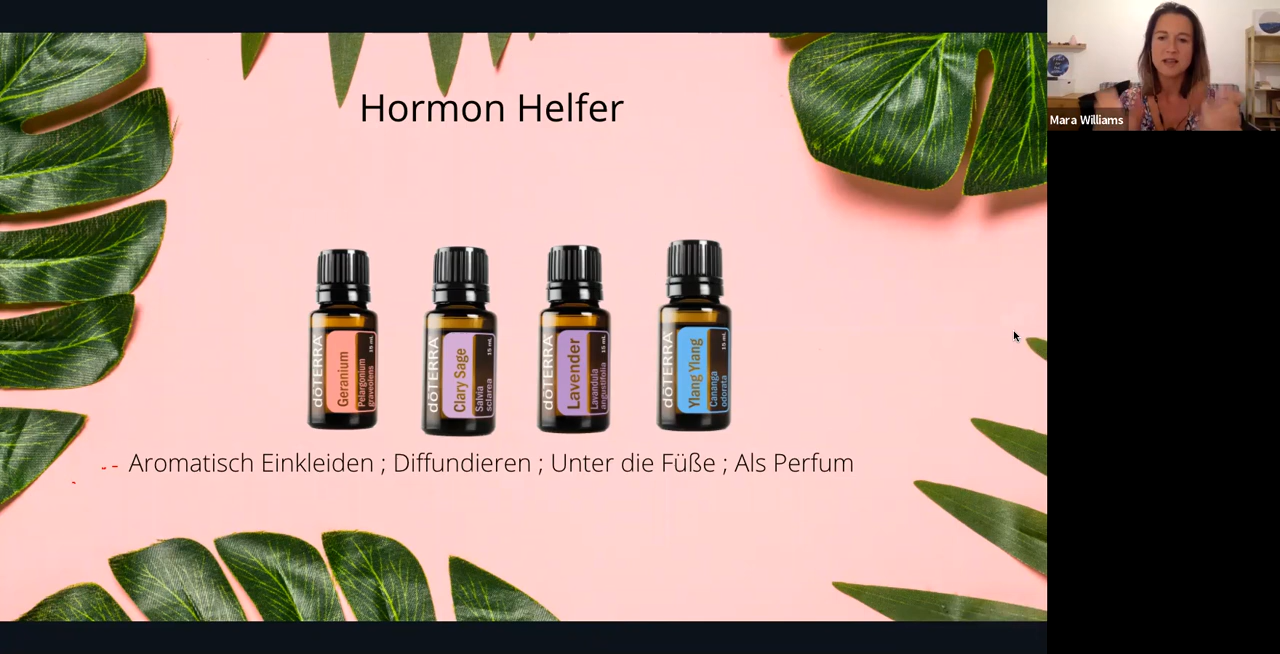 Hormon Helfer
Mara Williams
dōTERRA
Geranium
Pelargonium
graveolens
15 mL
dōTERRA
Clary Sage
Salvia
sclarea
15 mL
dōTERRA
Lavender
Lavandula
angustifolia
15 mL
dōTERRA
Ylang Ylang
Cananga
odorata
15 mL
Aromatisch Einkleiden ; Diffundieren ; Unter die Füße ; Als Perfum